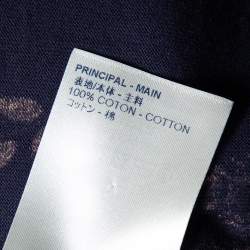 PRINCIPAL - MAIN
表地/本体 - 主料
100% COTON - COTTON
コットン - 棉